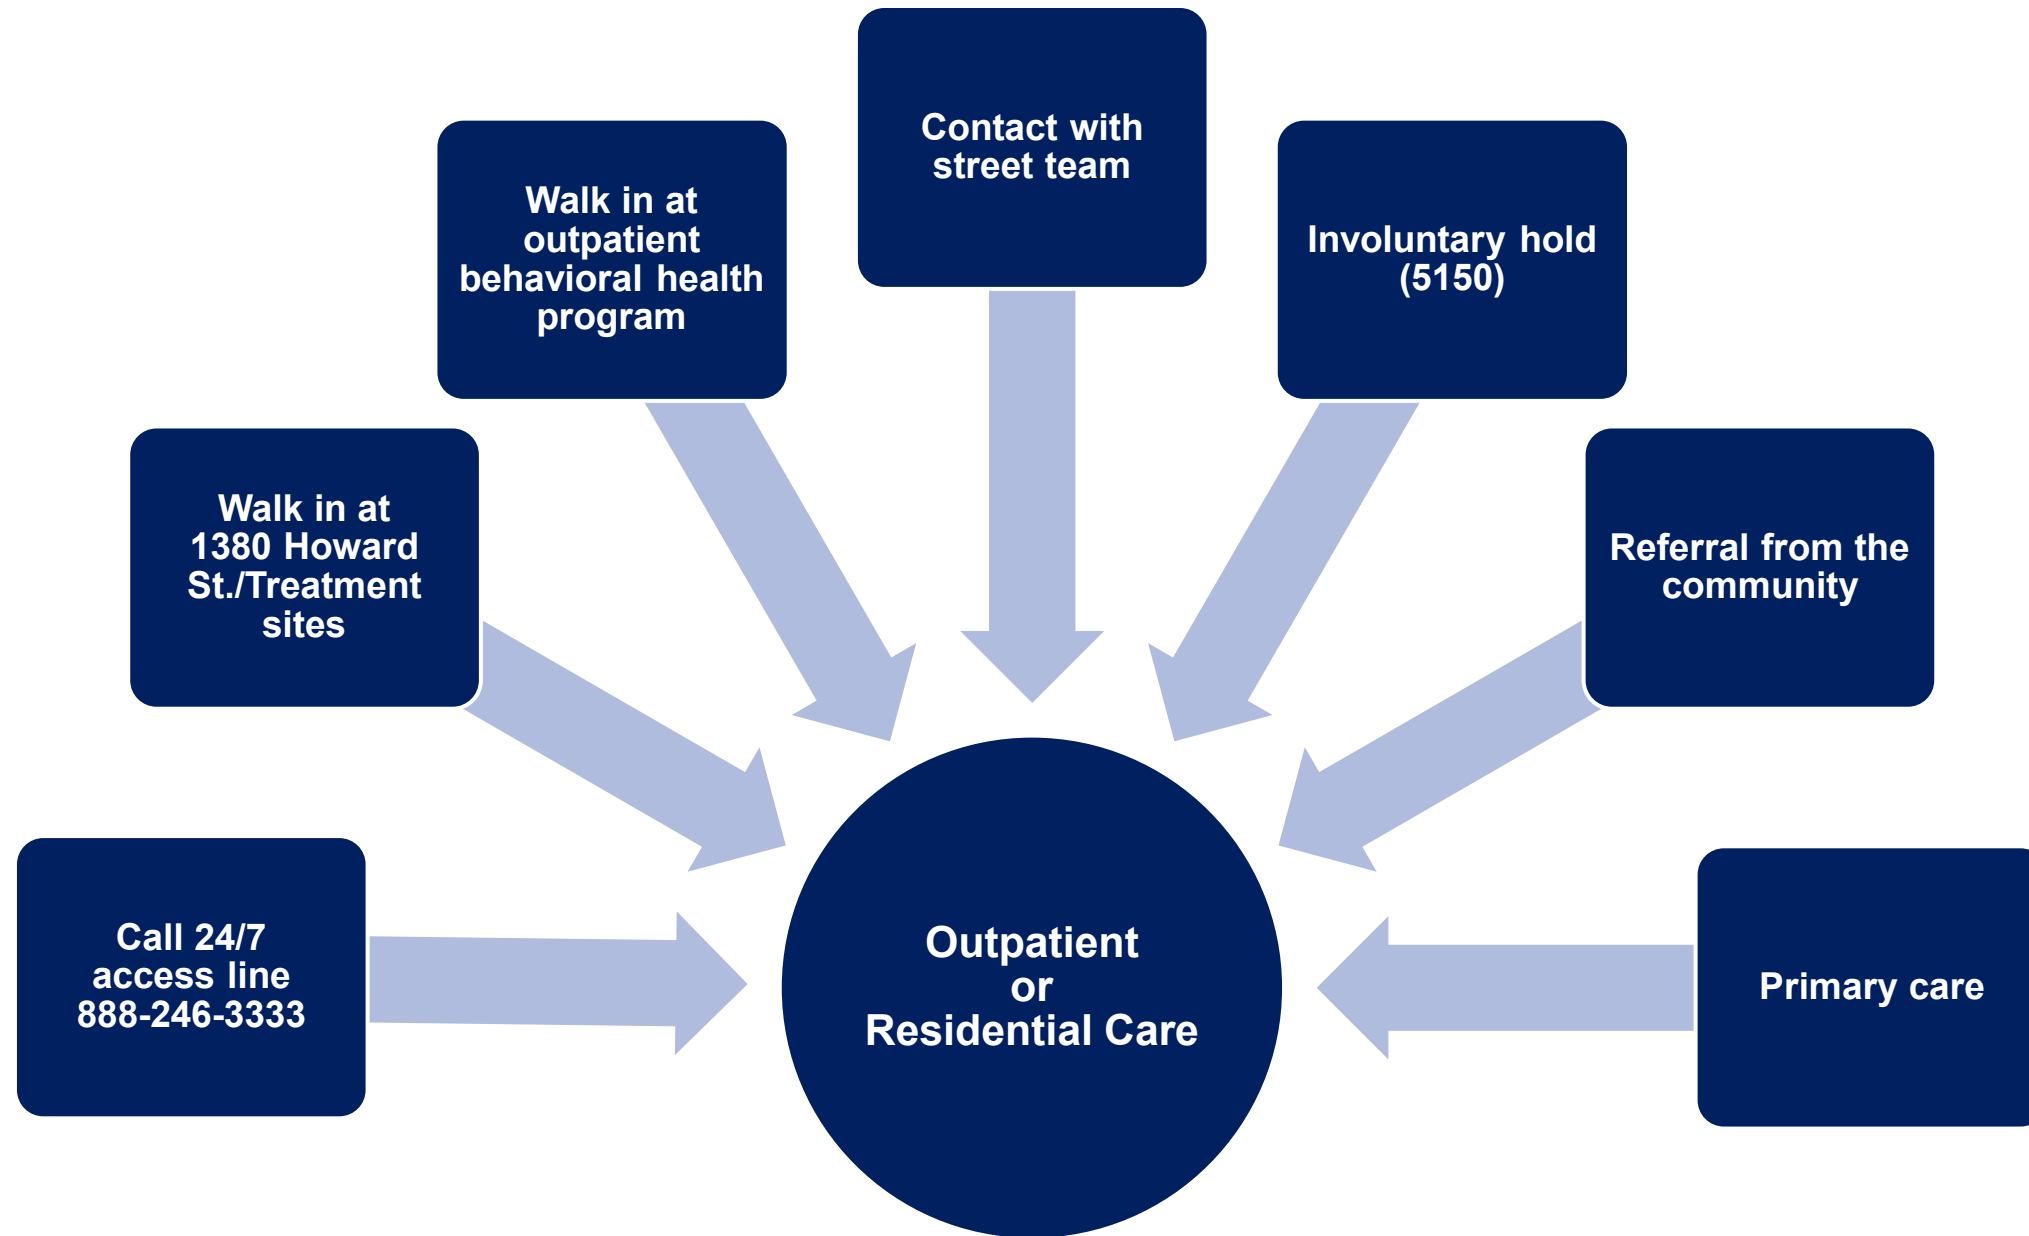 Contact with
street team
Walk in at
outpatient
behavioral health
program
Involuntary hold
(5150)
Walk in at
1380 Howard
St./Treatment
sites
Referral from the
community
Call 24/7
access line
888-246-3333
Outpatient
or
Residential Care
Primary care